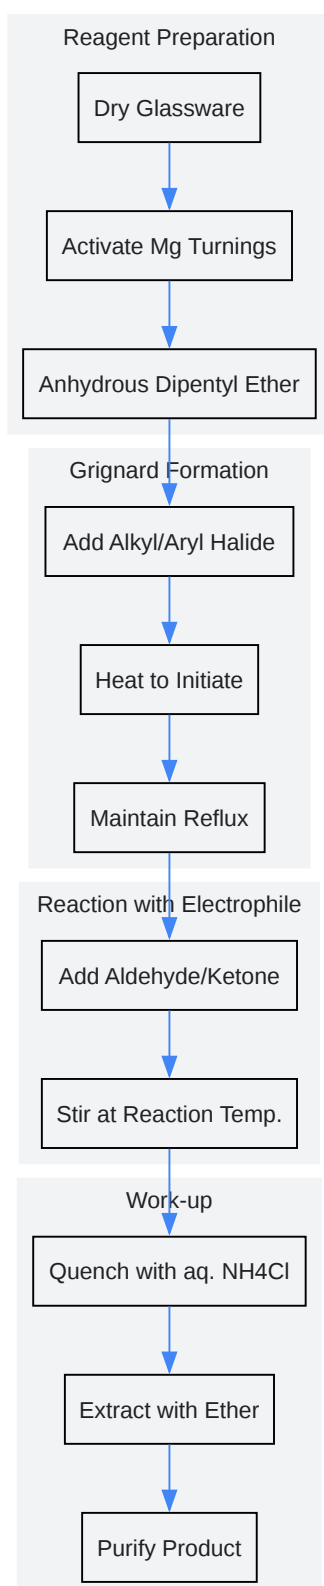 Reagent Preparation
Dry Glassware
Activate Mg Turnings
Anhydrous Dipentyl Ether
Grignard Formation
Add Alkyl/Aryl Halide
Heat to Initiate
Maintain Reflux
Reaction with Electrophile
Add Aldehyde/Ketone
Stir at Reaction Temp.
Work-up
Quench with aq. NH4Cl
Extract with Ether
Purify Product